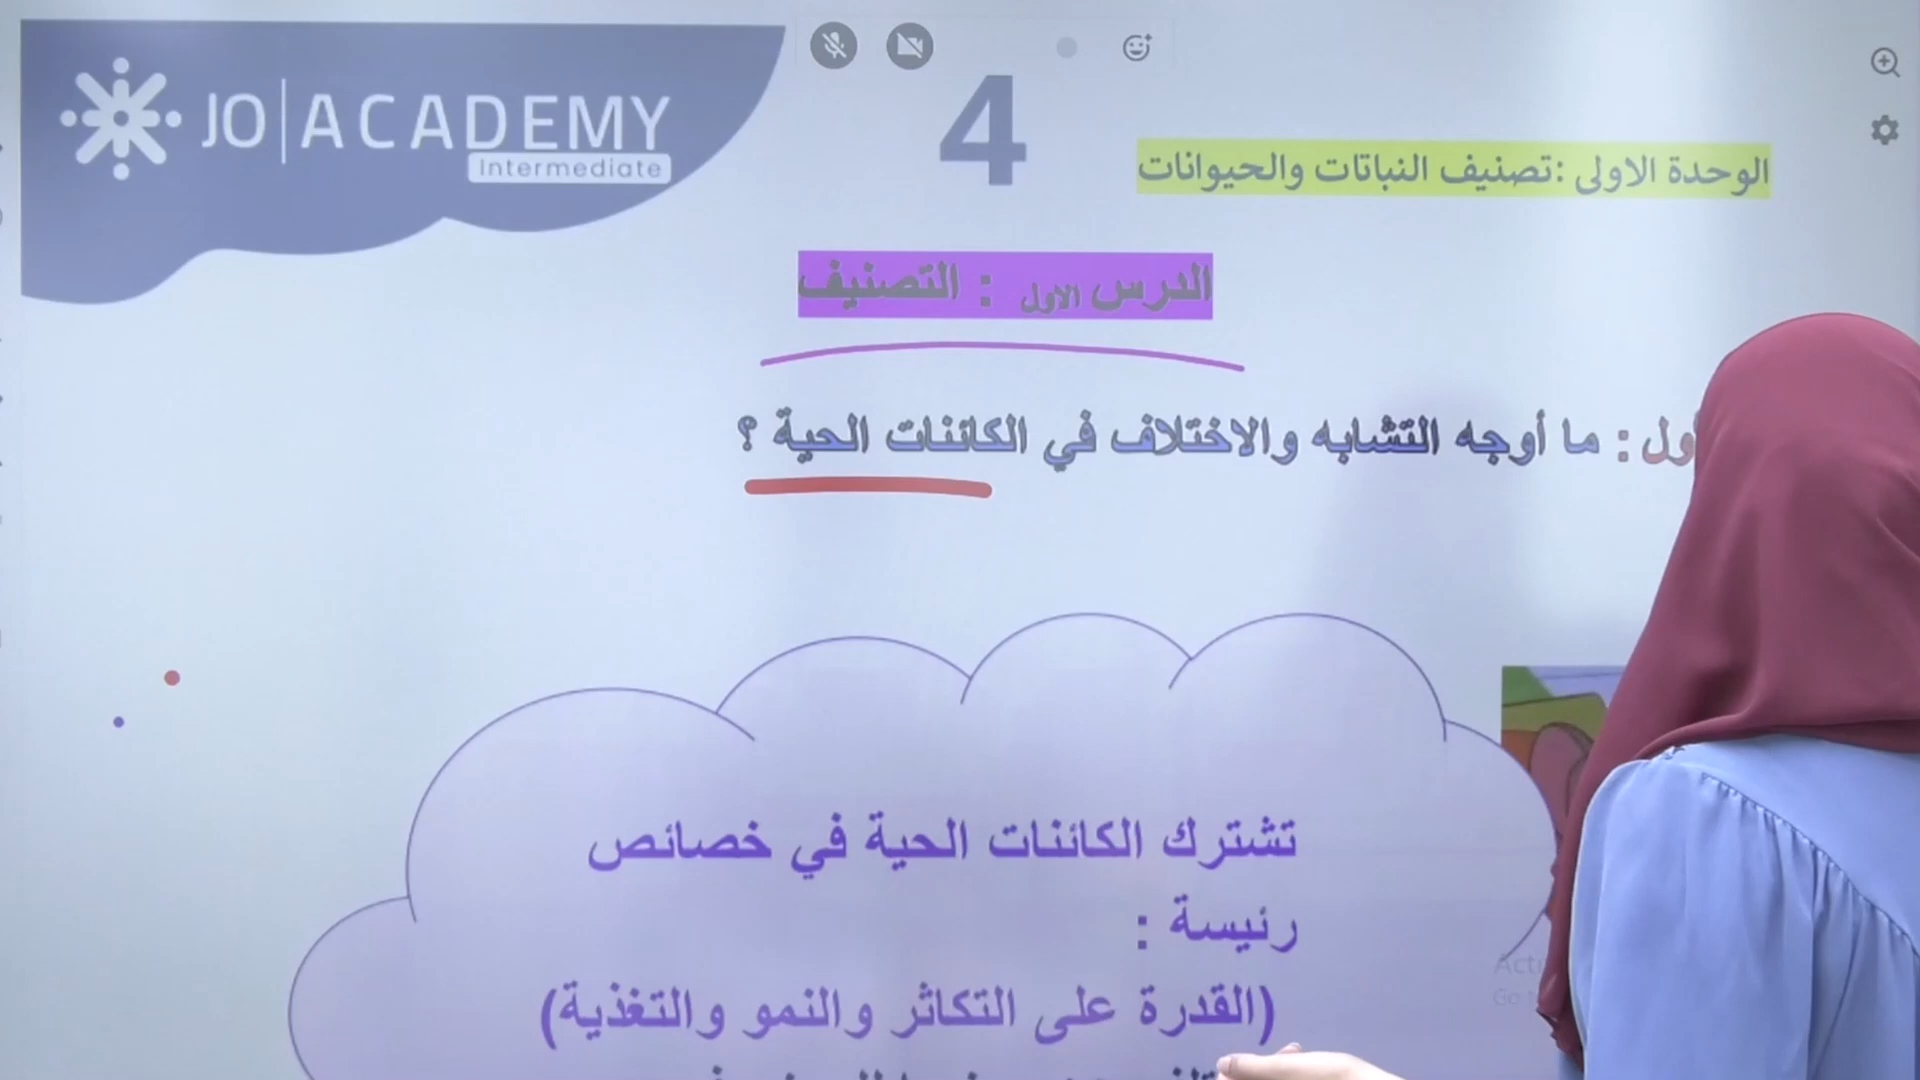 JO ACADEMY
Intermediate
4
الوحدة الاولى :تصنيف النباتات والحيوانات
الدرس الاول : التصنيف
ما أوجه التشابه والاختلاف في الكائنات الحية ؟
تشترك الكائنات الحية في خصائص
رئيسة :
(القدرة على التكاثر والنمو والتغذية)